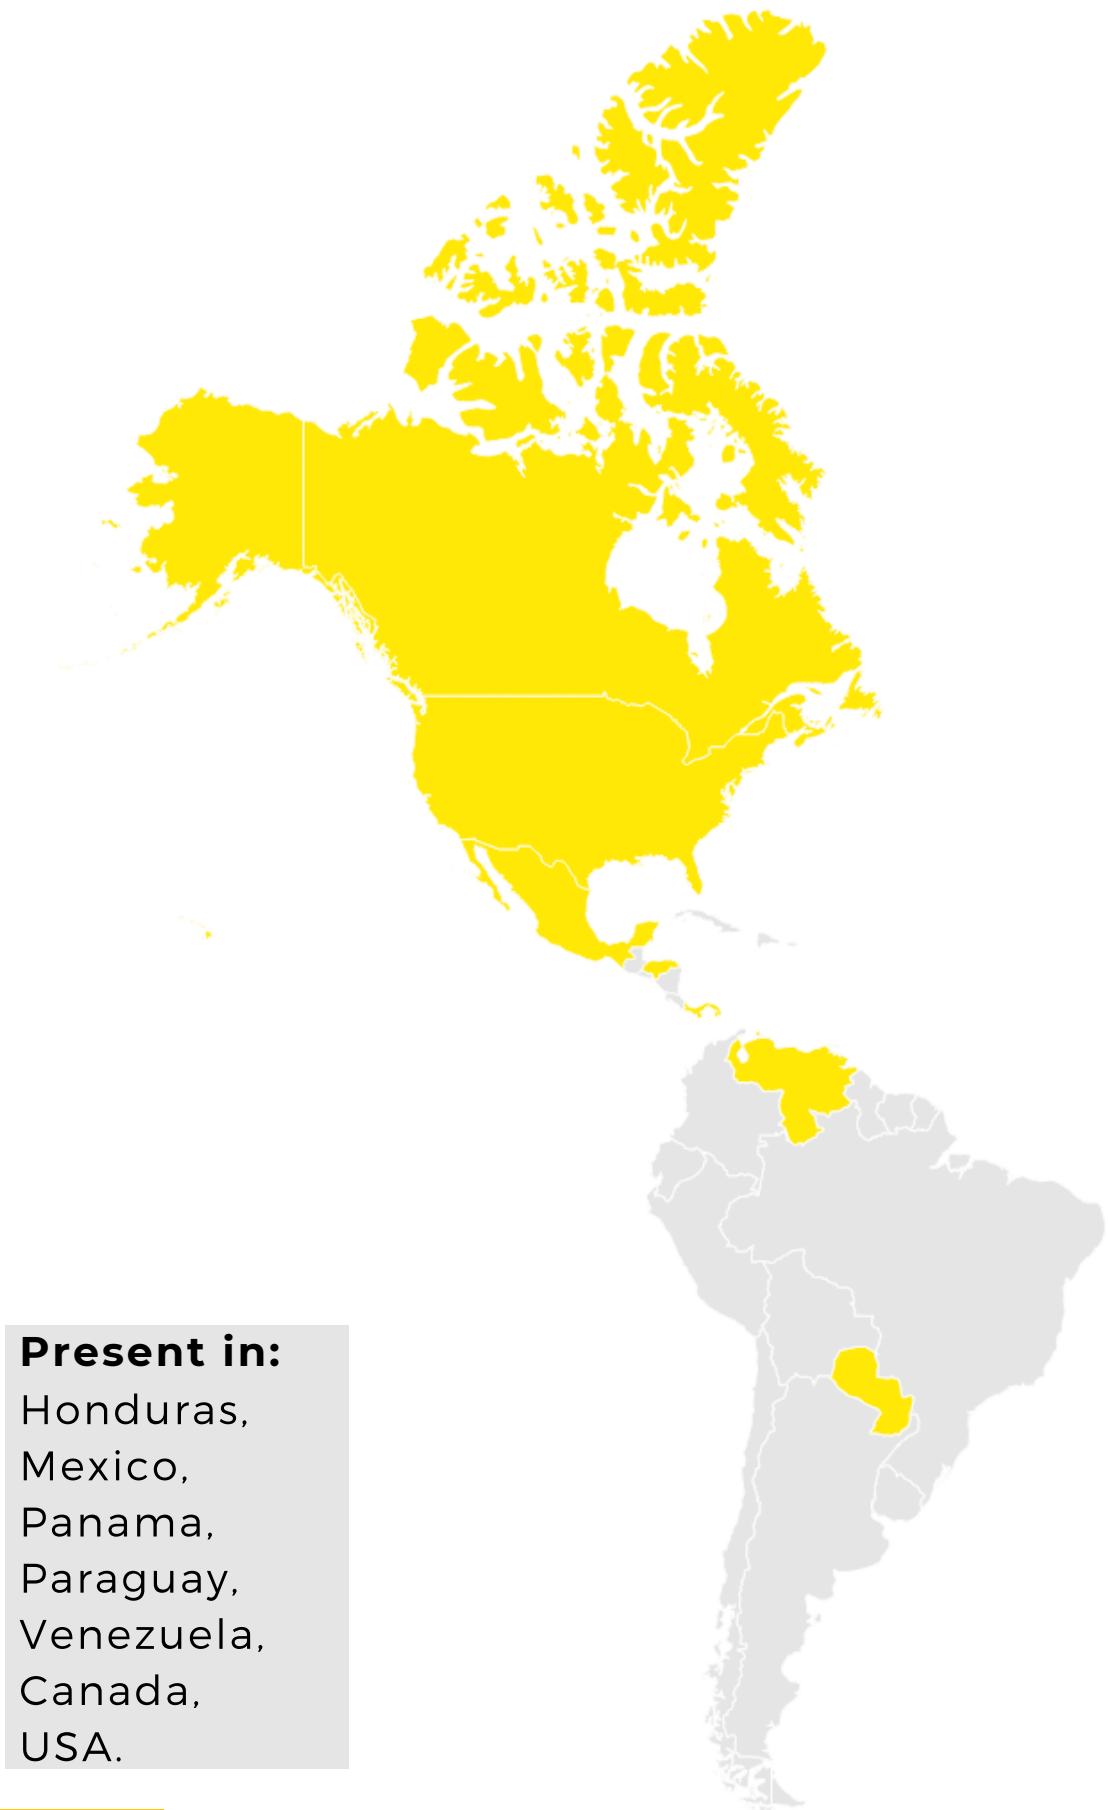 Present in:
Honduras,
Mexico,
Panama,
Paraguay,
Venezuela,
Canada,
USA.